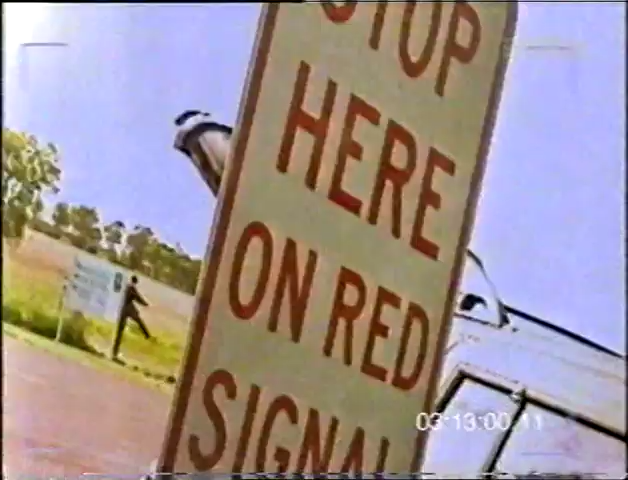 STOP
HERE
ON RED
SIGNAL
03:13:00.11